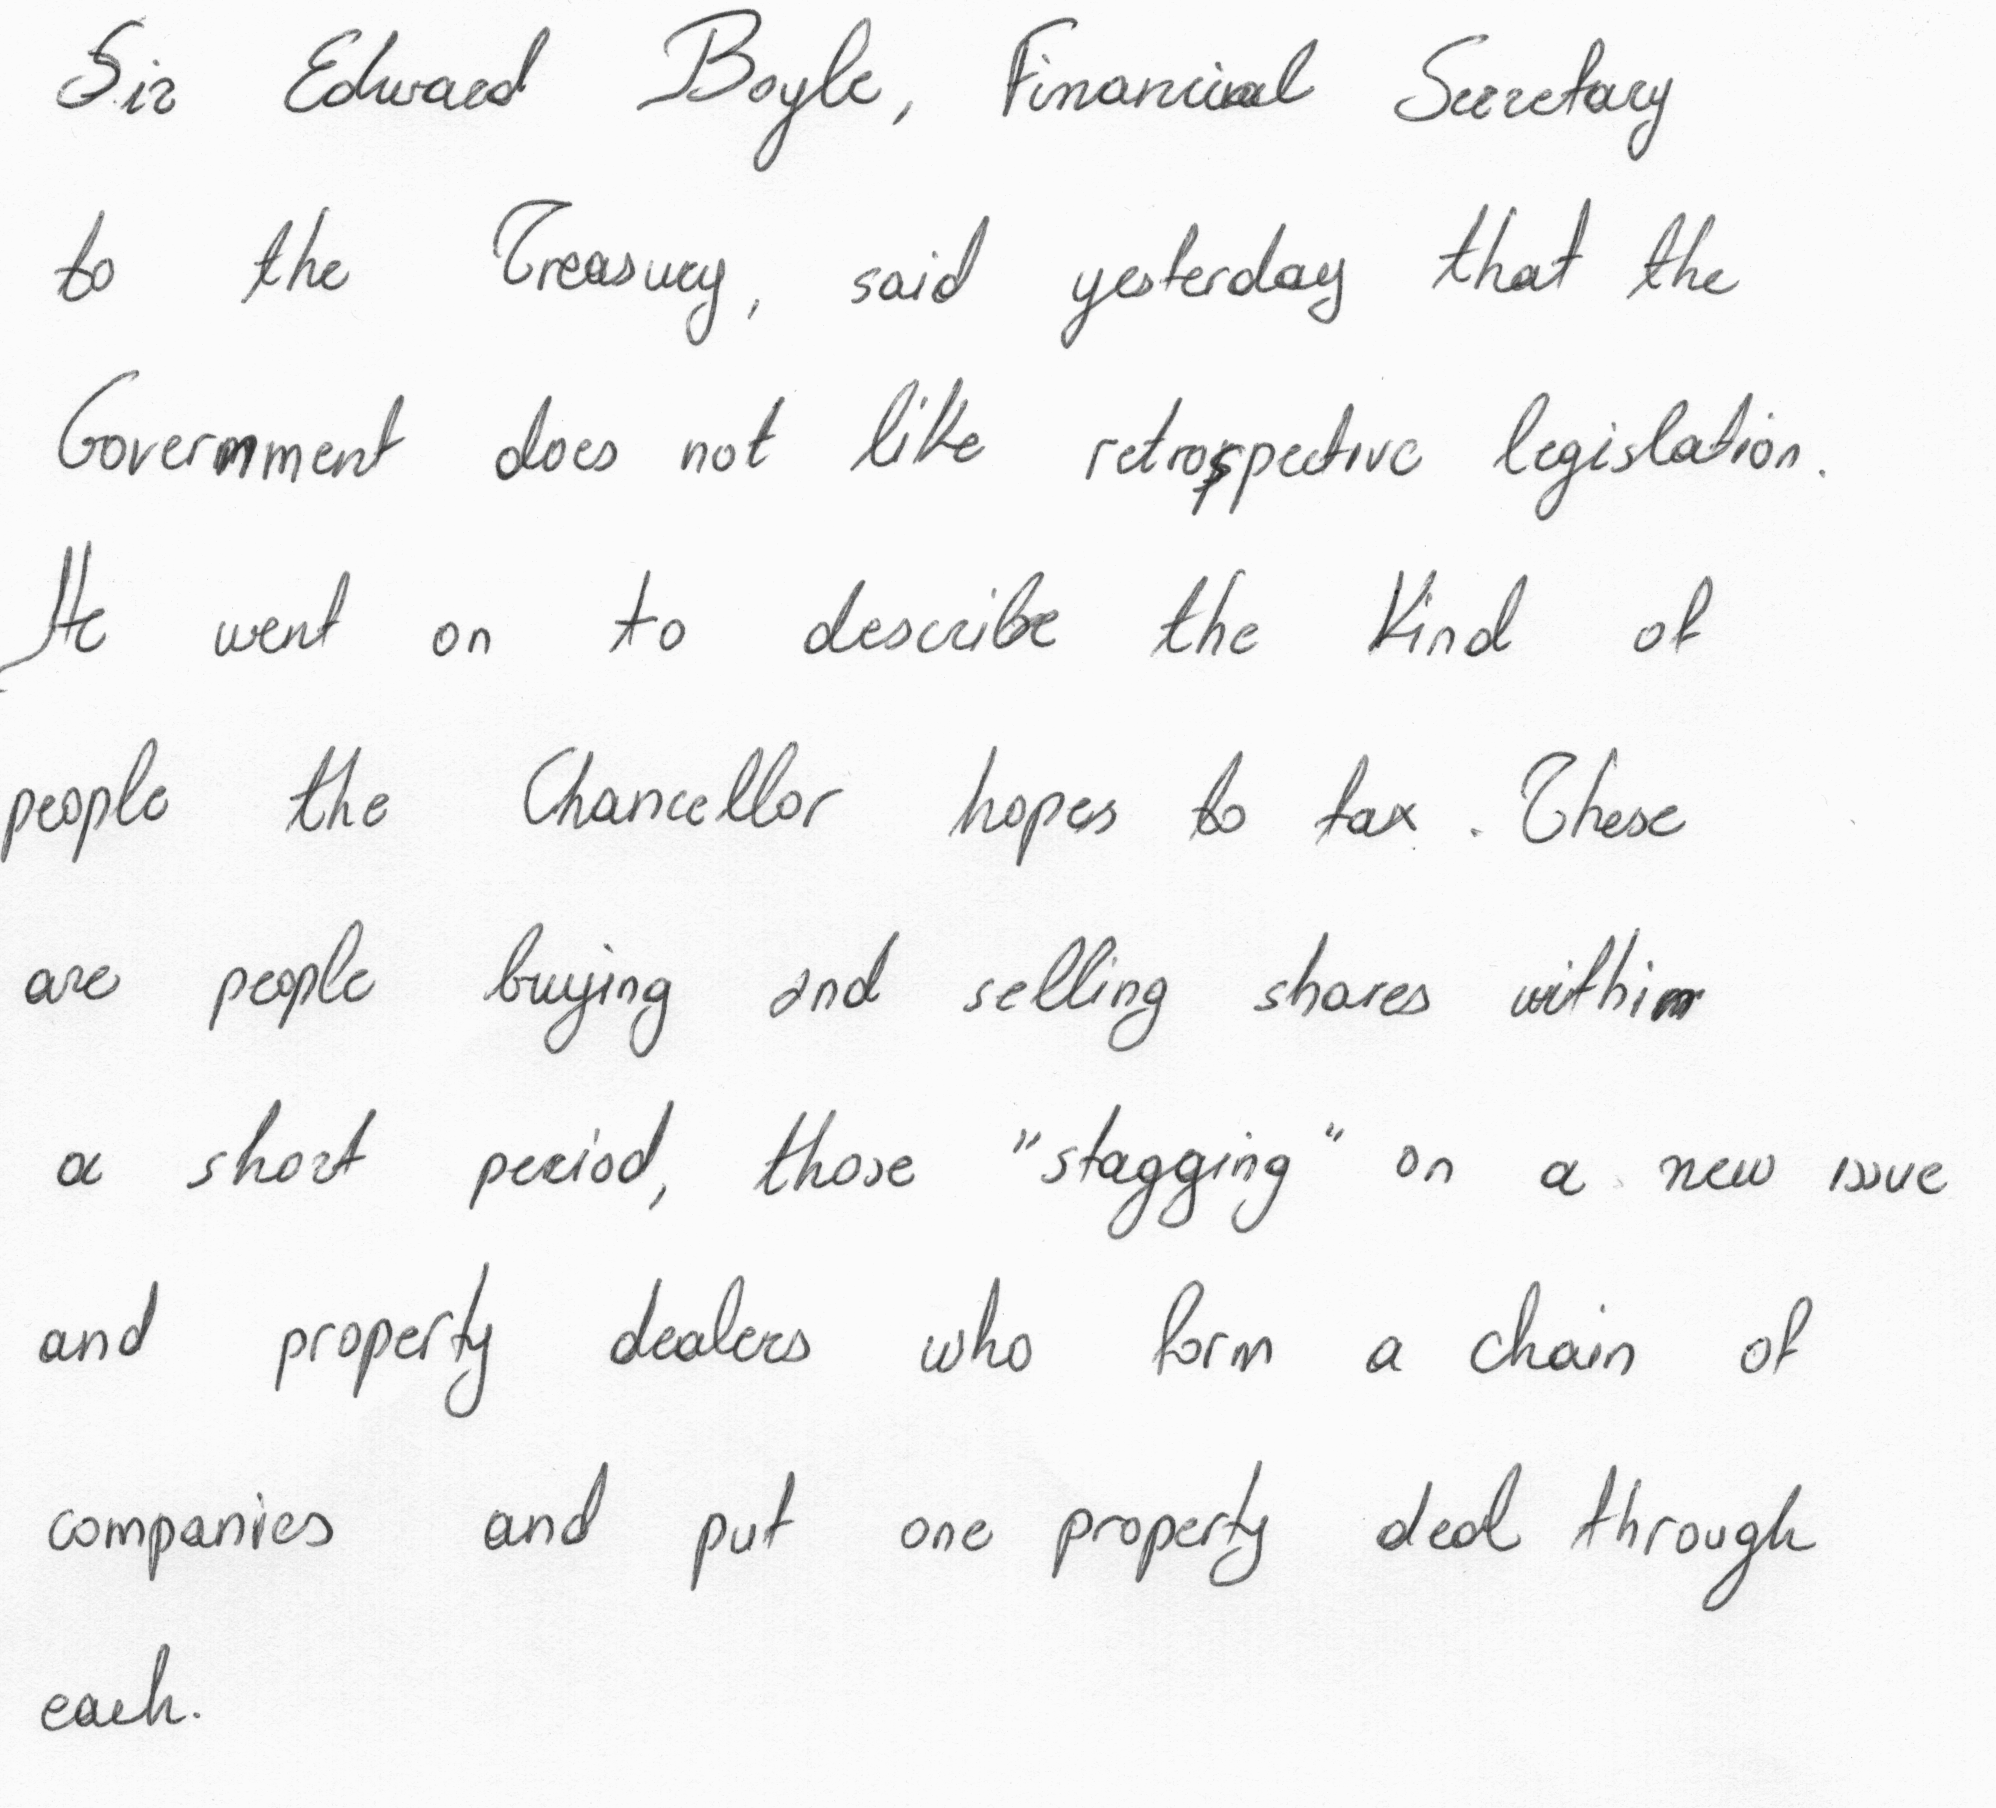 Sir Edward Boyle, Financial Secretary
to the Treasury, said yesterday that the
Government does not like retrospective legislation.
He went on to describe the kind of
people the Chancellor hopes to tax. These
are people buying and selling shares within
a short period, those "stagging" on a new issue
and property dealers who form a chain of
companies and put one property deal through
each.